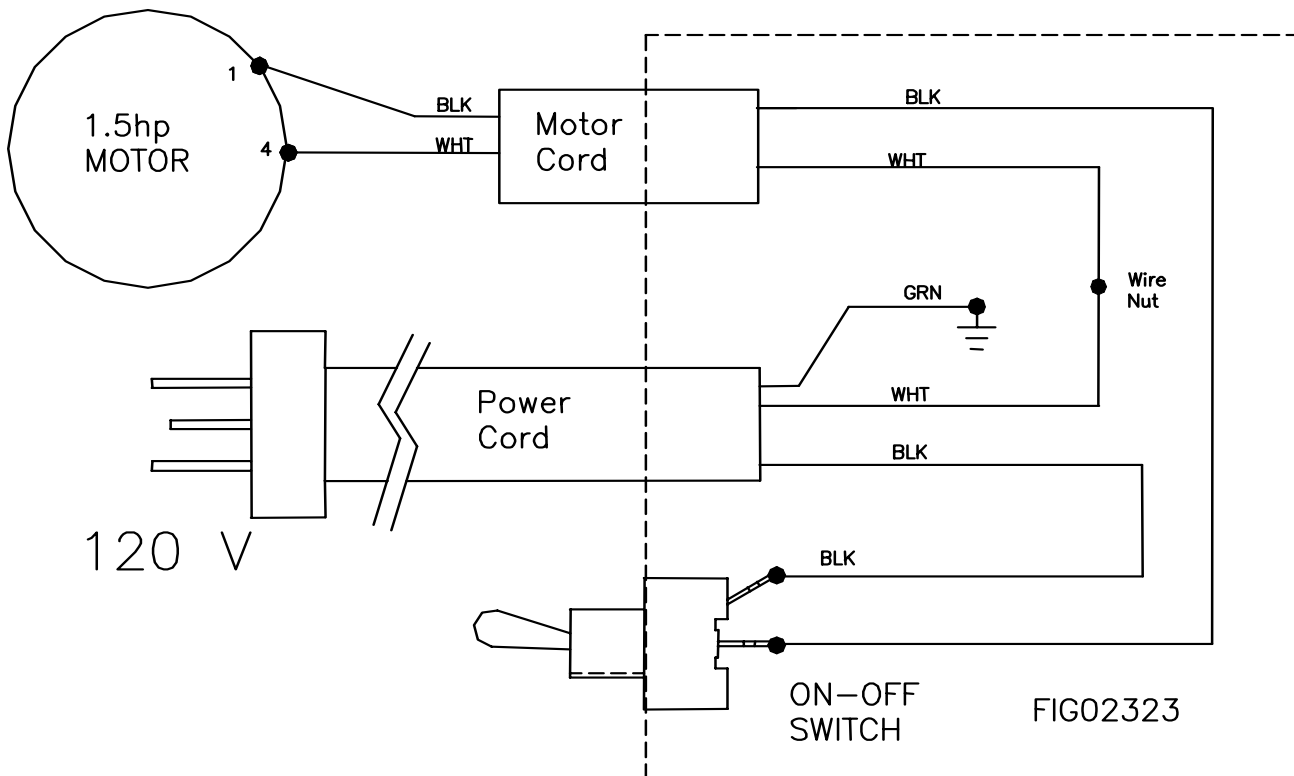 1
1.5hp
MOTOR
4
BLK
WHT
Motor
Cord
BLK
WHT
Wire
Nut
GRN
Power
Cord
WHT
BLK
120 V
BLK
ON-OFF
SWITCH
FIG02323